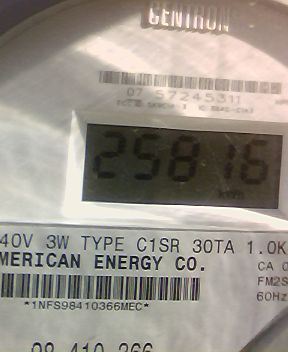 CENTRON
07 57245311
25816
kWh
40V 3W TYPE C1SR 30TA 1.0K
MERICAN ENERGY CO.
CA 0
FM2S
60Hz
*1NFS98410366MEC*
98 410 366